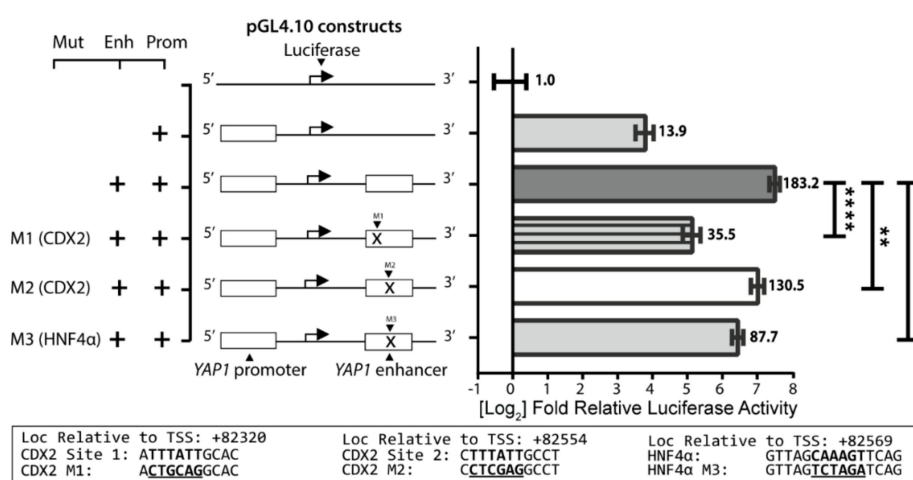 pGL4.10 constructs
Mut Enh Prom
Luciferase
5′ 3′ 1.0
+ 5′ 3′ 13.9
+ + 5′ 3′ 183.2
M1 (CDX2) + + 5′ M1 X 3′ 35.5 ****
M2 (CDX2) + + 5′ M2 X 3′ 130.5 **
M3 (HNF4α) + + 5′ M3 X 3′ 87.7
YAP1 promoter YAP1 enhancer
-1 0 1 2 3 4 5 6 7 8
[Log2] Fold Relative Luciferase Activity
Loc Relative to TSS: +82320
CDX2 Site 1: ATTTATTGCAC
CDX2 M1: ACTGCAGGCAC
Loc Relative to TSS: +82554
CDX2 Site 2: CTTTATTGCCT
CDX2 M2: CCTCGAGGCCT
Loc Relative to TSS: +82569
HNF4α: GTTAGCAAAGTTCAG
HNF4α M3: GTTAGTCTAGATCAG